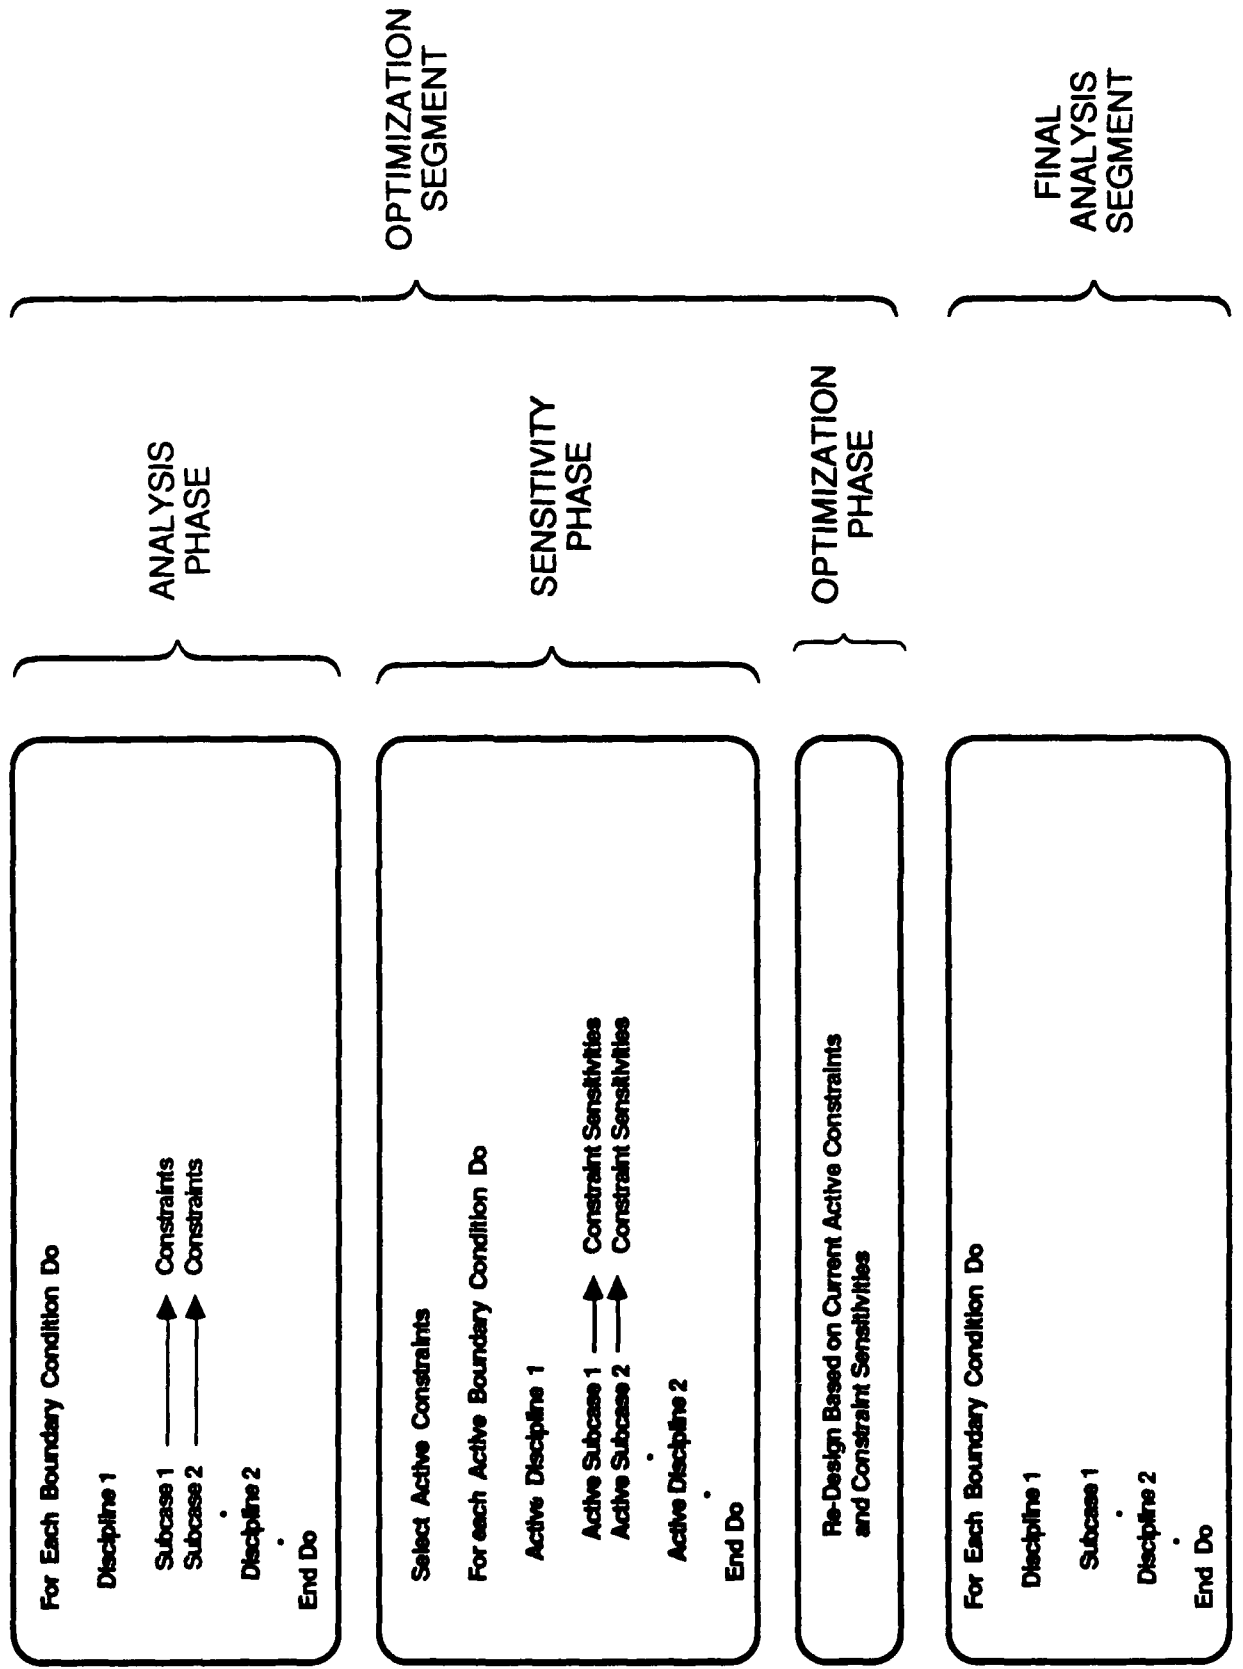 For Each Boundary Condition Do
Discipline 1
Subcase 1 Constraints
Subcase 2 Constraints
Discipline 2
End Do
ANALYSIS
PHASE
Select Active Constraints
For each Active Boundary Condition Do
Active Discipline 1
Active Subcase 1 Constraint Sensitivities
Active Subcase 2 Constraint Sensitivities
Active Discipline 2
End Do
SENSITIVITY
PHASE
Re-Design Based on Current Active Constraints
and Constraint Sensitivities
OPTIMIZATION
PHASE
OPTIMIZATION
SEGMENT
For Each Boundary Condition Do
Discipline 1
Subcase 1
Discipline 2
End Do
FINAL
ANALYSIS
SEGMENT